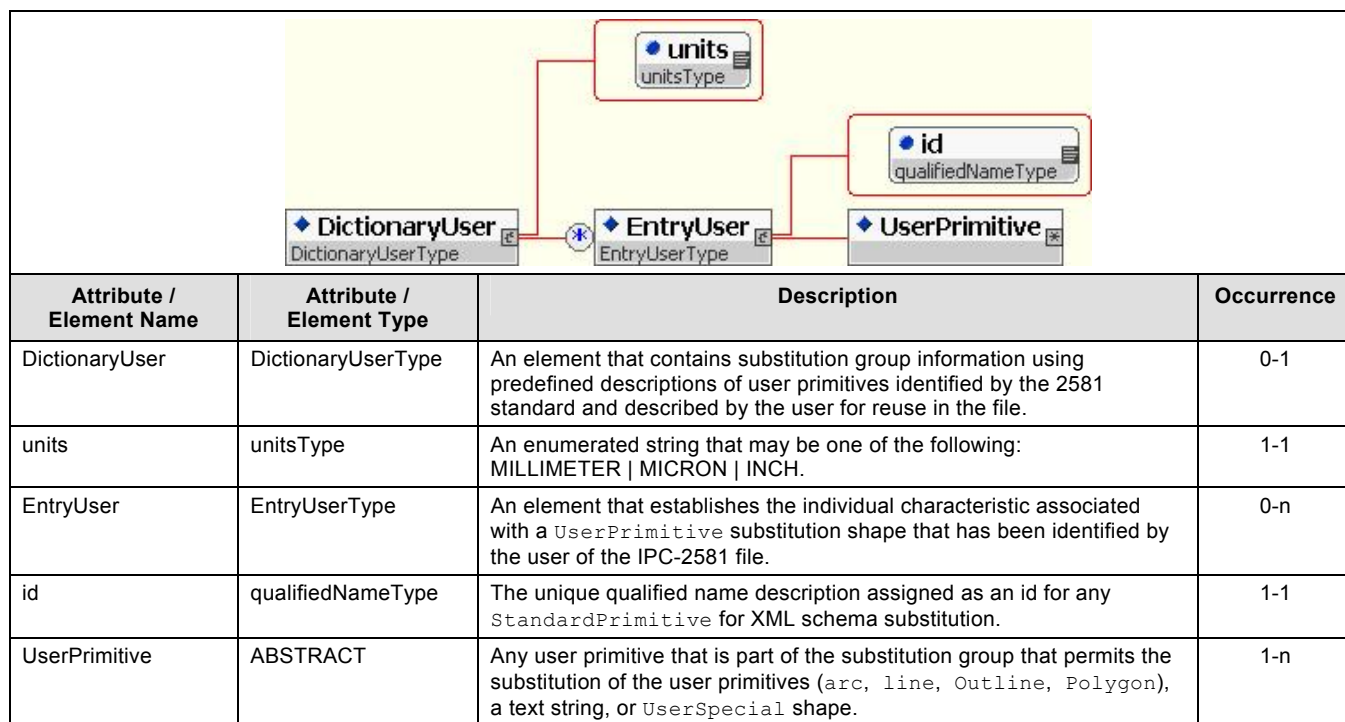 units
unitsType
id
qualifiedNameType
DictionaryUser
DictionaryUserType
EntryUser
EntryUserType
UserPrimitive
Attribute / Element Name
Attribute / Element Type
Description
Occurrence
DictionaryUser
DictionaryUserType
An element that contains substitution group information using
predefined descriptions of user primitives identified by the 2581
standard and described by the user for reuse in the file.
0-1
units
unitsType
An enumerated string that may be one of the following:
MILLIMETER | MICRON | INCH.
1-1
EntryUser
EntryUserType
An element that establishes the individual characteristic associated
with a UserPrimitive substitution shape that has been identified by
the user of the IPC-2581 file.
0-n
id
qualifiedNameType
The unique qualified name description assigned as an id for any
StandardPrimitive for XML schema substitution.
1-1
UserPrimitive
ABSTRACT
Any user primitive that is part of the substitution group that permits the
substitution of the user primitives (arc, line, Outline, Polygon),
a text string, or UserSpecial shape.
1-n